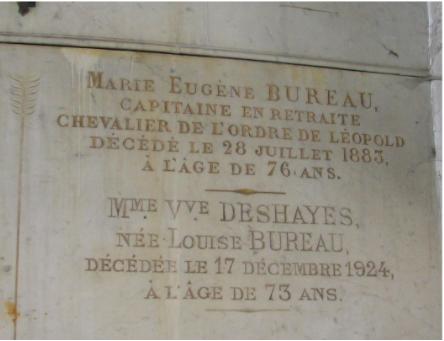 MARIE EUGÈNE BUREAU,
CAPITAINE EN RETRAITE
CHEVALIER DE L'ORDRE DE LÉOPOLD
DÉCÉDÉ LE 28 JUILLET 1883,
À L'ÂGE DE 76 ANS.
MME VVE DESHAYES,
NÉE LOUISE BUREAU,
DÉCÉDÉE LE 17 DÉCEMBRE 1924,
À L'ÂGE DE 73 ANS.